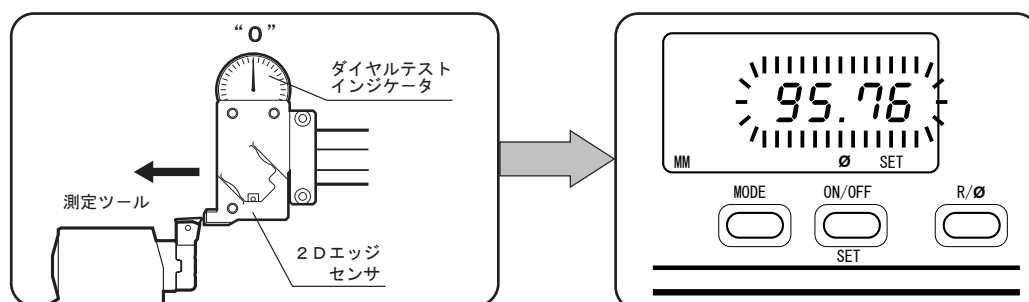 “0”
ダイヤルテスト
インジケータ
測定ツール
２Ｄエッジ
センサ
95.76
MM Ø SET
MODE ON/OFF R/Ø
SET